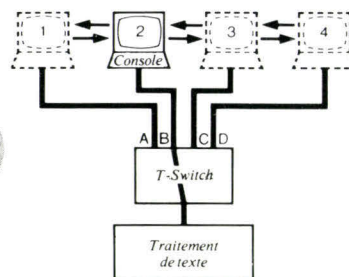 1 2 3 4
Console
A B C D
T-Switch
Traitement
de texte